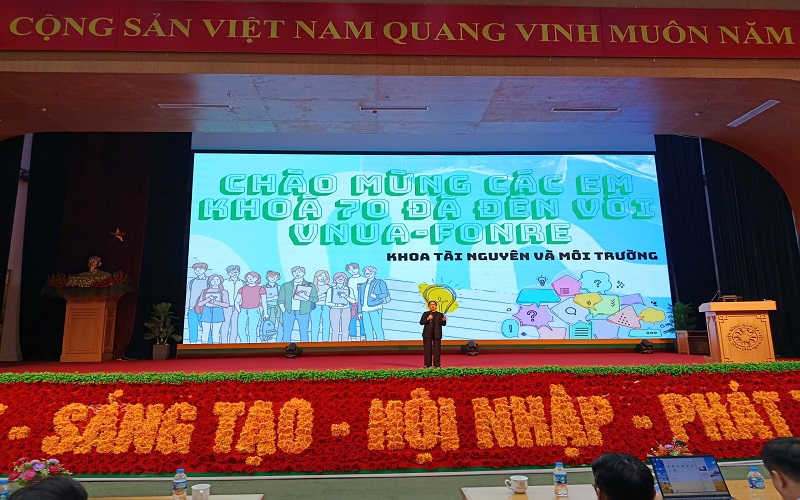 CỘNG SẢN VIỆT NAM QUANG VINH MUÔN NĂM
CHÀO MỪNG CÁC EM
KHOÁ 70 ĐÃ ĐẾN VỚI
VNUA-FONRE
KHOA TÀI NGUYÊN VÀ MÔI TRƯỜNG
- SÁNG TẠO - HỘI NHẬP - PHÁT